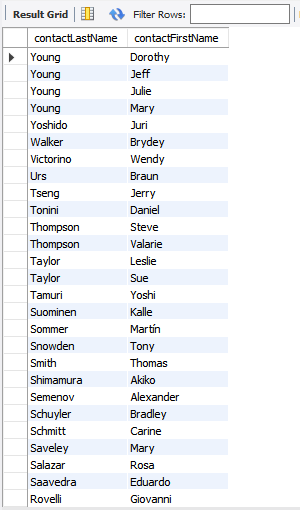 Result Grid Filter Rows:
contactLastName contactFirstName
Young Dorothy
Young Jeff
Young Julie
Young Mary
Yoshido Juri
Walker Brydey
Victorino Wendy
Urs Braun
Tseng Jerry
Tonini Daniel
Thompson Steve
Thompson Valarie
Taylor Leslie
Taylor Sue
Tamuri Yoshi
Suominen Kalle
Sommer Martín
Snowden Tony
Smith Thomas
Shimamura Akiko
Semenov Alexander
Schuyler Bradley
Schmitt Carine
Saveley Mary
Salazar Rosa
Saavedra Eduardo
Rovelli Giovanni